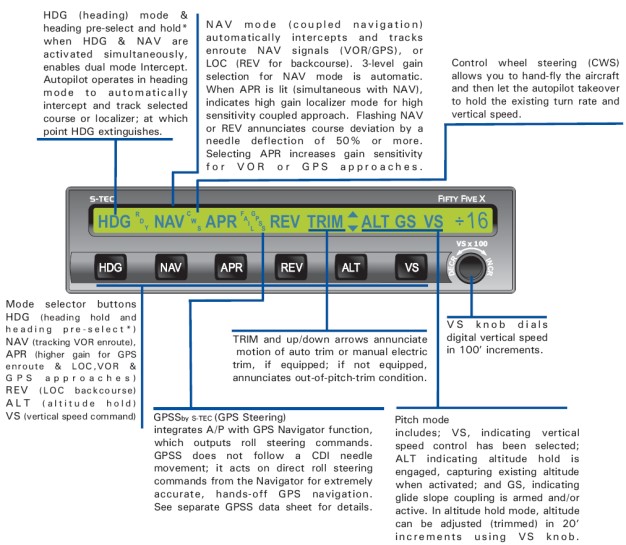 HDG (heading) mode &
heading pre-select and hold*
when HDG & NAV are
activated simultaneously,
enables dual mode Intercept.
Autopilot operates in heading
mode to automatically
intercept and track selected
course or localizer; at which
point HDG extinguishes.
NAV mode (coupled navigation)
automatically intercepts and tracks
enroute NAV signals (VOR/GPS), or
LOC (REV for backcourse). 3-level gain
selection for NAV mode is automatic.
When APR is lit (simultaneous with NAV),
indicates high gain localizer mode for high
sensitivity coupled approach. Flashing NAV
or REV annunciates course deviation by a
needle deflection of 50% or more.
Selecting APR increases gain sensitivity
for VOR or GPS approaches.
Control wheel steering (CWS)
allows you to hand-fly the aircraft
and then let the autopilot takeover
to hold the existing turn rate and
vertical speed.
S-TEC FIFTY FIVE X
HDG RDY NAV CWS APR FAIL GPSS REV TRIM ALT GS VS +16
VS x 100
DECR INCR
HDG NAV APR REV ALT VS
Mode selector buttons
HDG (heading hold and
heading pre-select*)
NAV (tracking VOR enroute),
APR (higher gain for GPS
enroute & LOC,VOR &
GPS approaches)
REV (LOC backcourse)
ALT (altitude hold)
VS (vertical speed command)
TRIM and up/down arrows annunciate
motion of auto trim or manual electric
trim, if equipped; if not equipped,
annunciates out-of-pitch-trim condition.
VS knob dials
digital vertical speed
in 100' increments.
GPSS by S-TEC (GPS Steering)
integrates A/P with GPS Navigator function,
which outputs roll steering commands.
GPSS does not follow a CDI needle
movement; it acts on direct roll steering
commands from the Navigator for extremely
accurate, hands-off GPS navigation.
See separate GPSS data sheet for details.
Pitch mode
includes; VS, indicating vertical
speed control has been selected;
ALT indicating altitude hold is
engaged, capturing existing altitude
when activated; and GS, indicating
glide slope coupling is armed and/or
active. In altitude hold mode, altitude
can be adjusted (trimmed) in 20'
increments using VS knob.